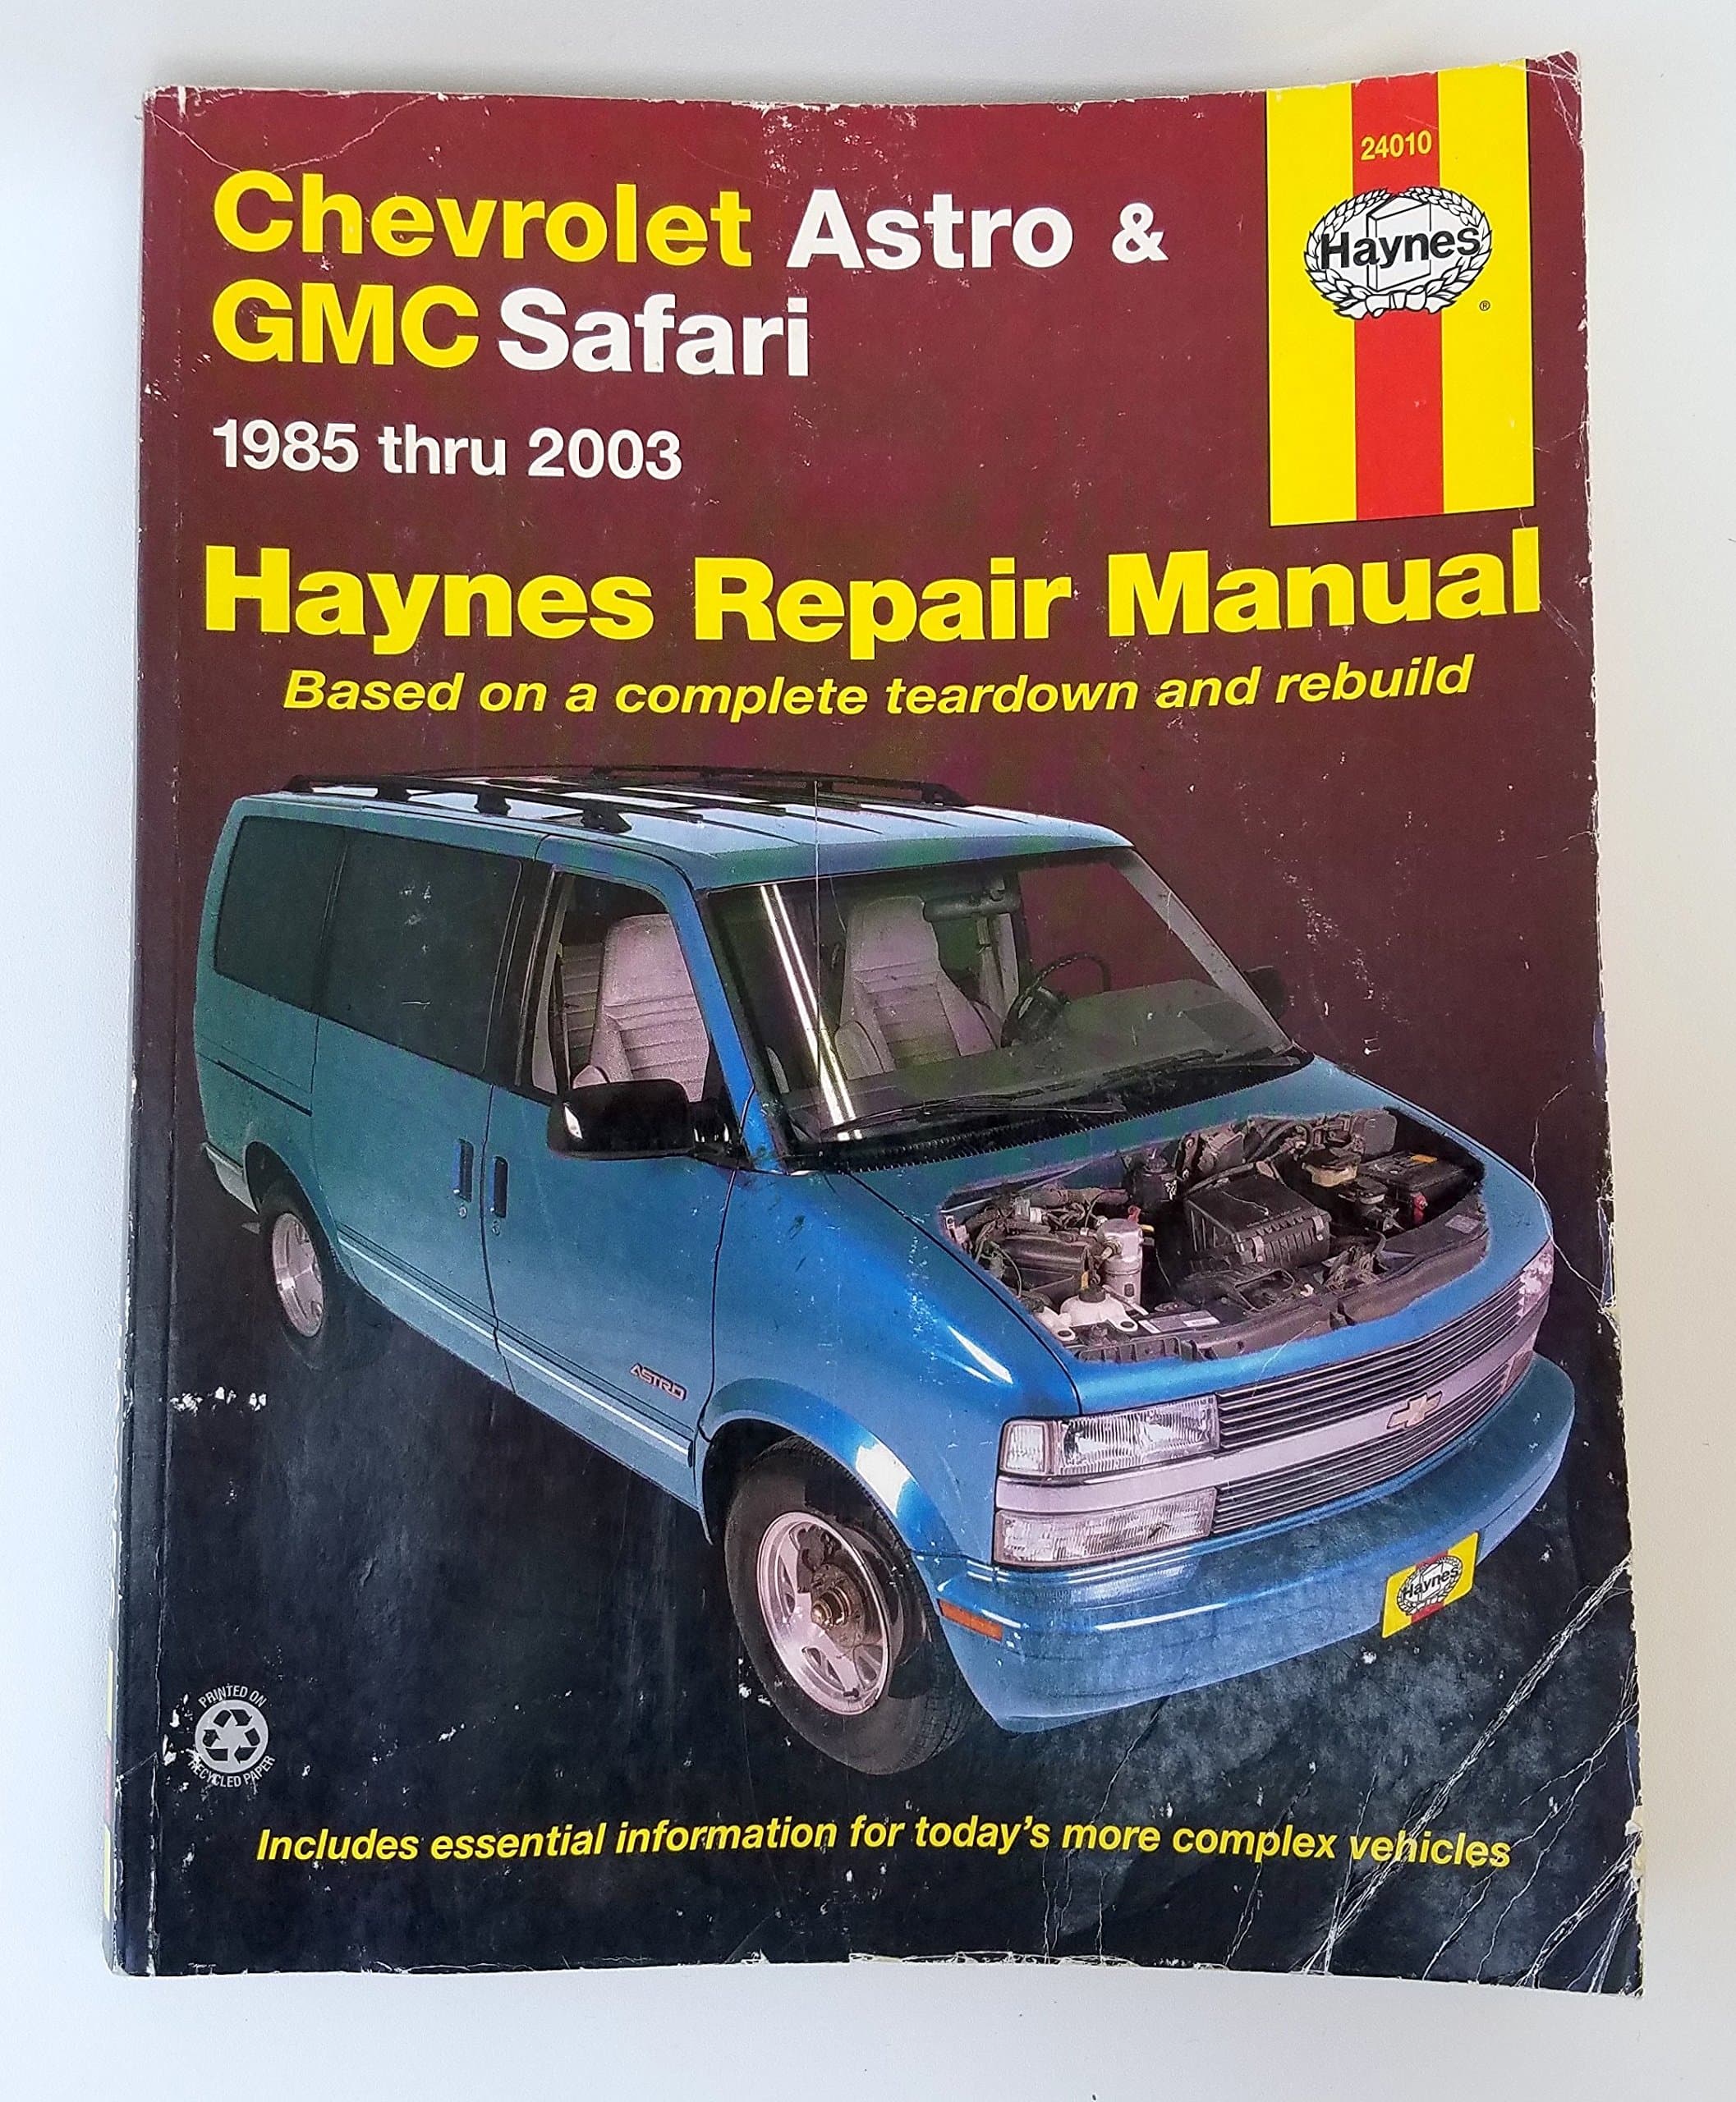 24010
Haynes
®
Chevrolet Astro &
GMC Safari
1985 thru 2003
Haynes Repair Manual
Based on a complete teardown and rebuild
ASTRO
Haynes
PRINTED ON
RECYCLED PAPER
Includes essential information for today's more complex vehicles